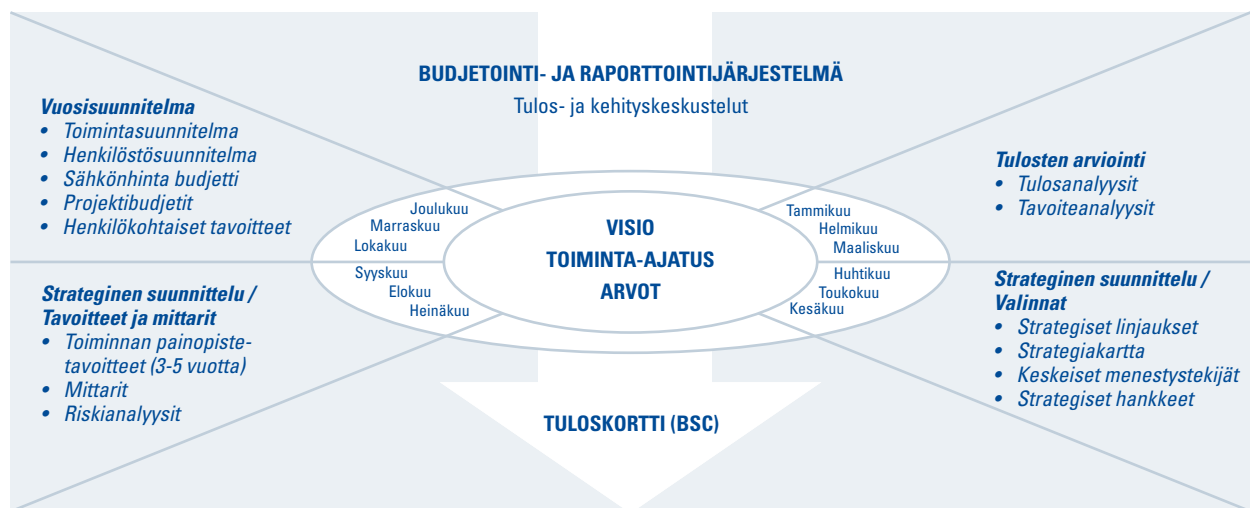 BUDJETOINTI- JA RAPORTTOINTIJÄRJESTELMÄ
Tulos- ja kehityskeskustelut
Vuosisuunnitelma
• Toimintasuunnitelma
• Henkilöstösuunnitelma
• Sähkönhinta budjetti
• Projektibudjetit
• Henkilökohtaiset tavoitteet
Tulosten arviointi
• Tulosanalyysit
• Tavoiteanalyysit
Joulukuu
Marraskuu
Lokakuu
Syyskuu
Elokuu
Heinäkuu
VISIO
TOIMINTA-AJATUS
ARVOT
Tammikuu
Helmikuu
Maaliskuu
Huhtikuu
Toukokuu
Kesäkuu
Strateginen suunnittelu /
Tavoitteet ja mittarit
• Toiminnan painopiste-
tavoitteet (3-5 vuotta)
• Mittarit
• Riskianalyysit
Strateginen suunnittelu /
Valinnat
• Strategiset linjaukset
• Strategiakartta
• Keskeiset menestystekijät
• Strategiset hankkeet
TULOSKORTTI (BSC)